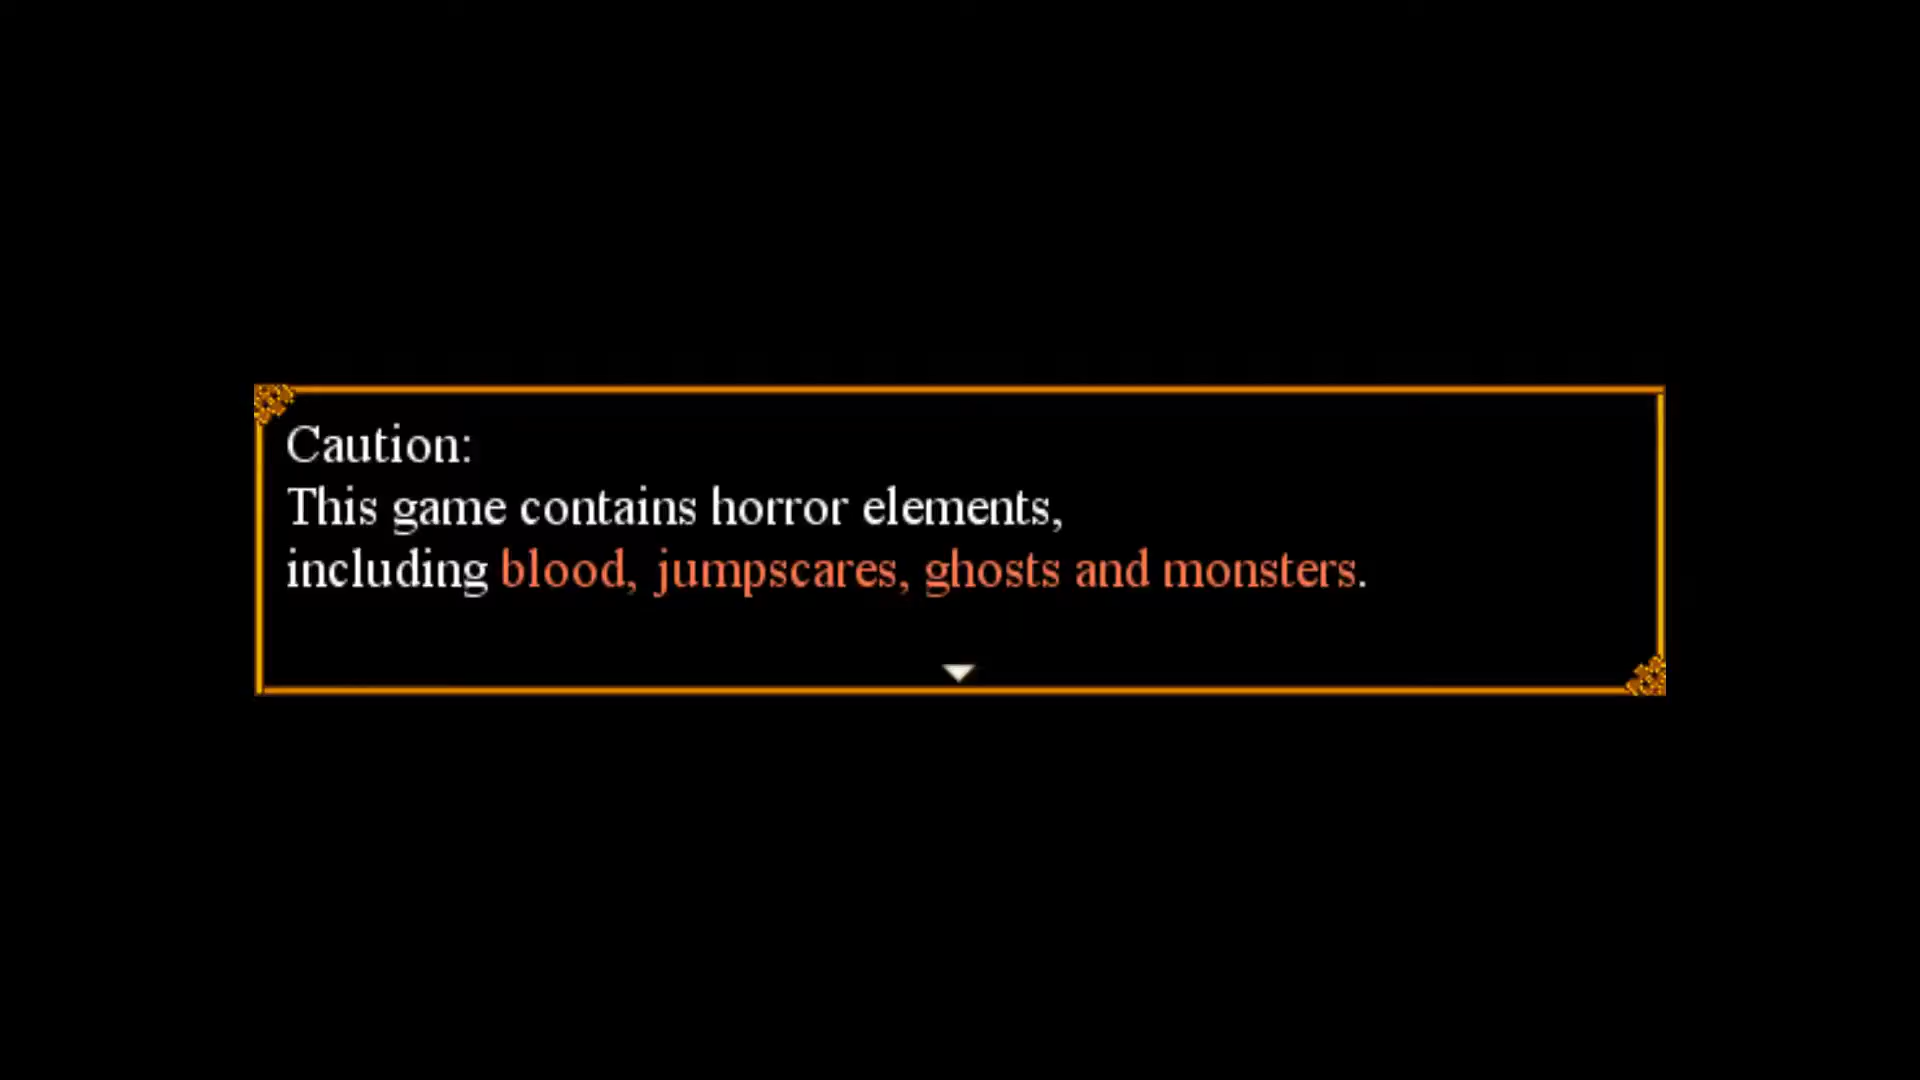 Caution:
This game contains horror elements,
including blood, jumpscares, ghosts and monsters.